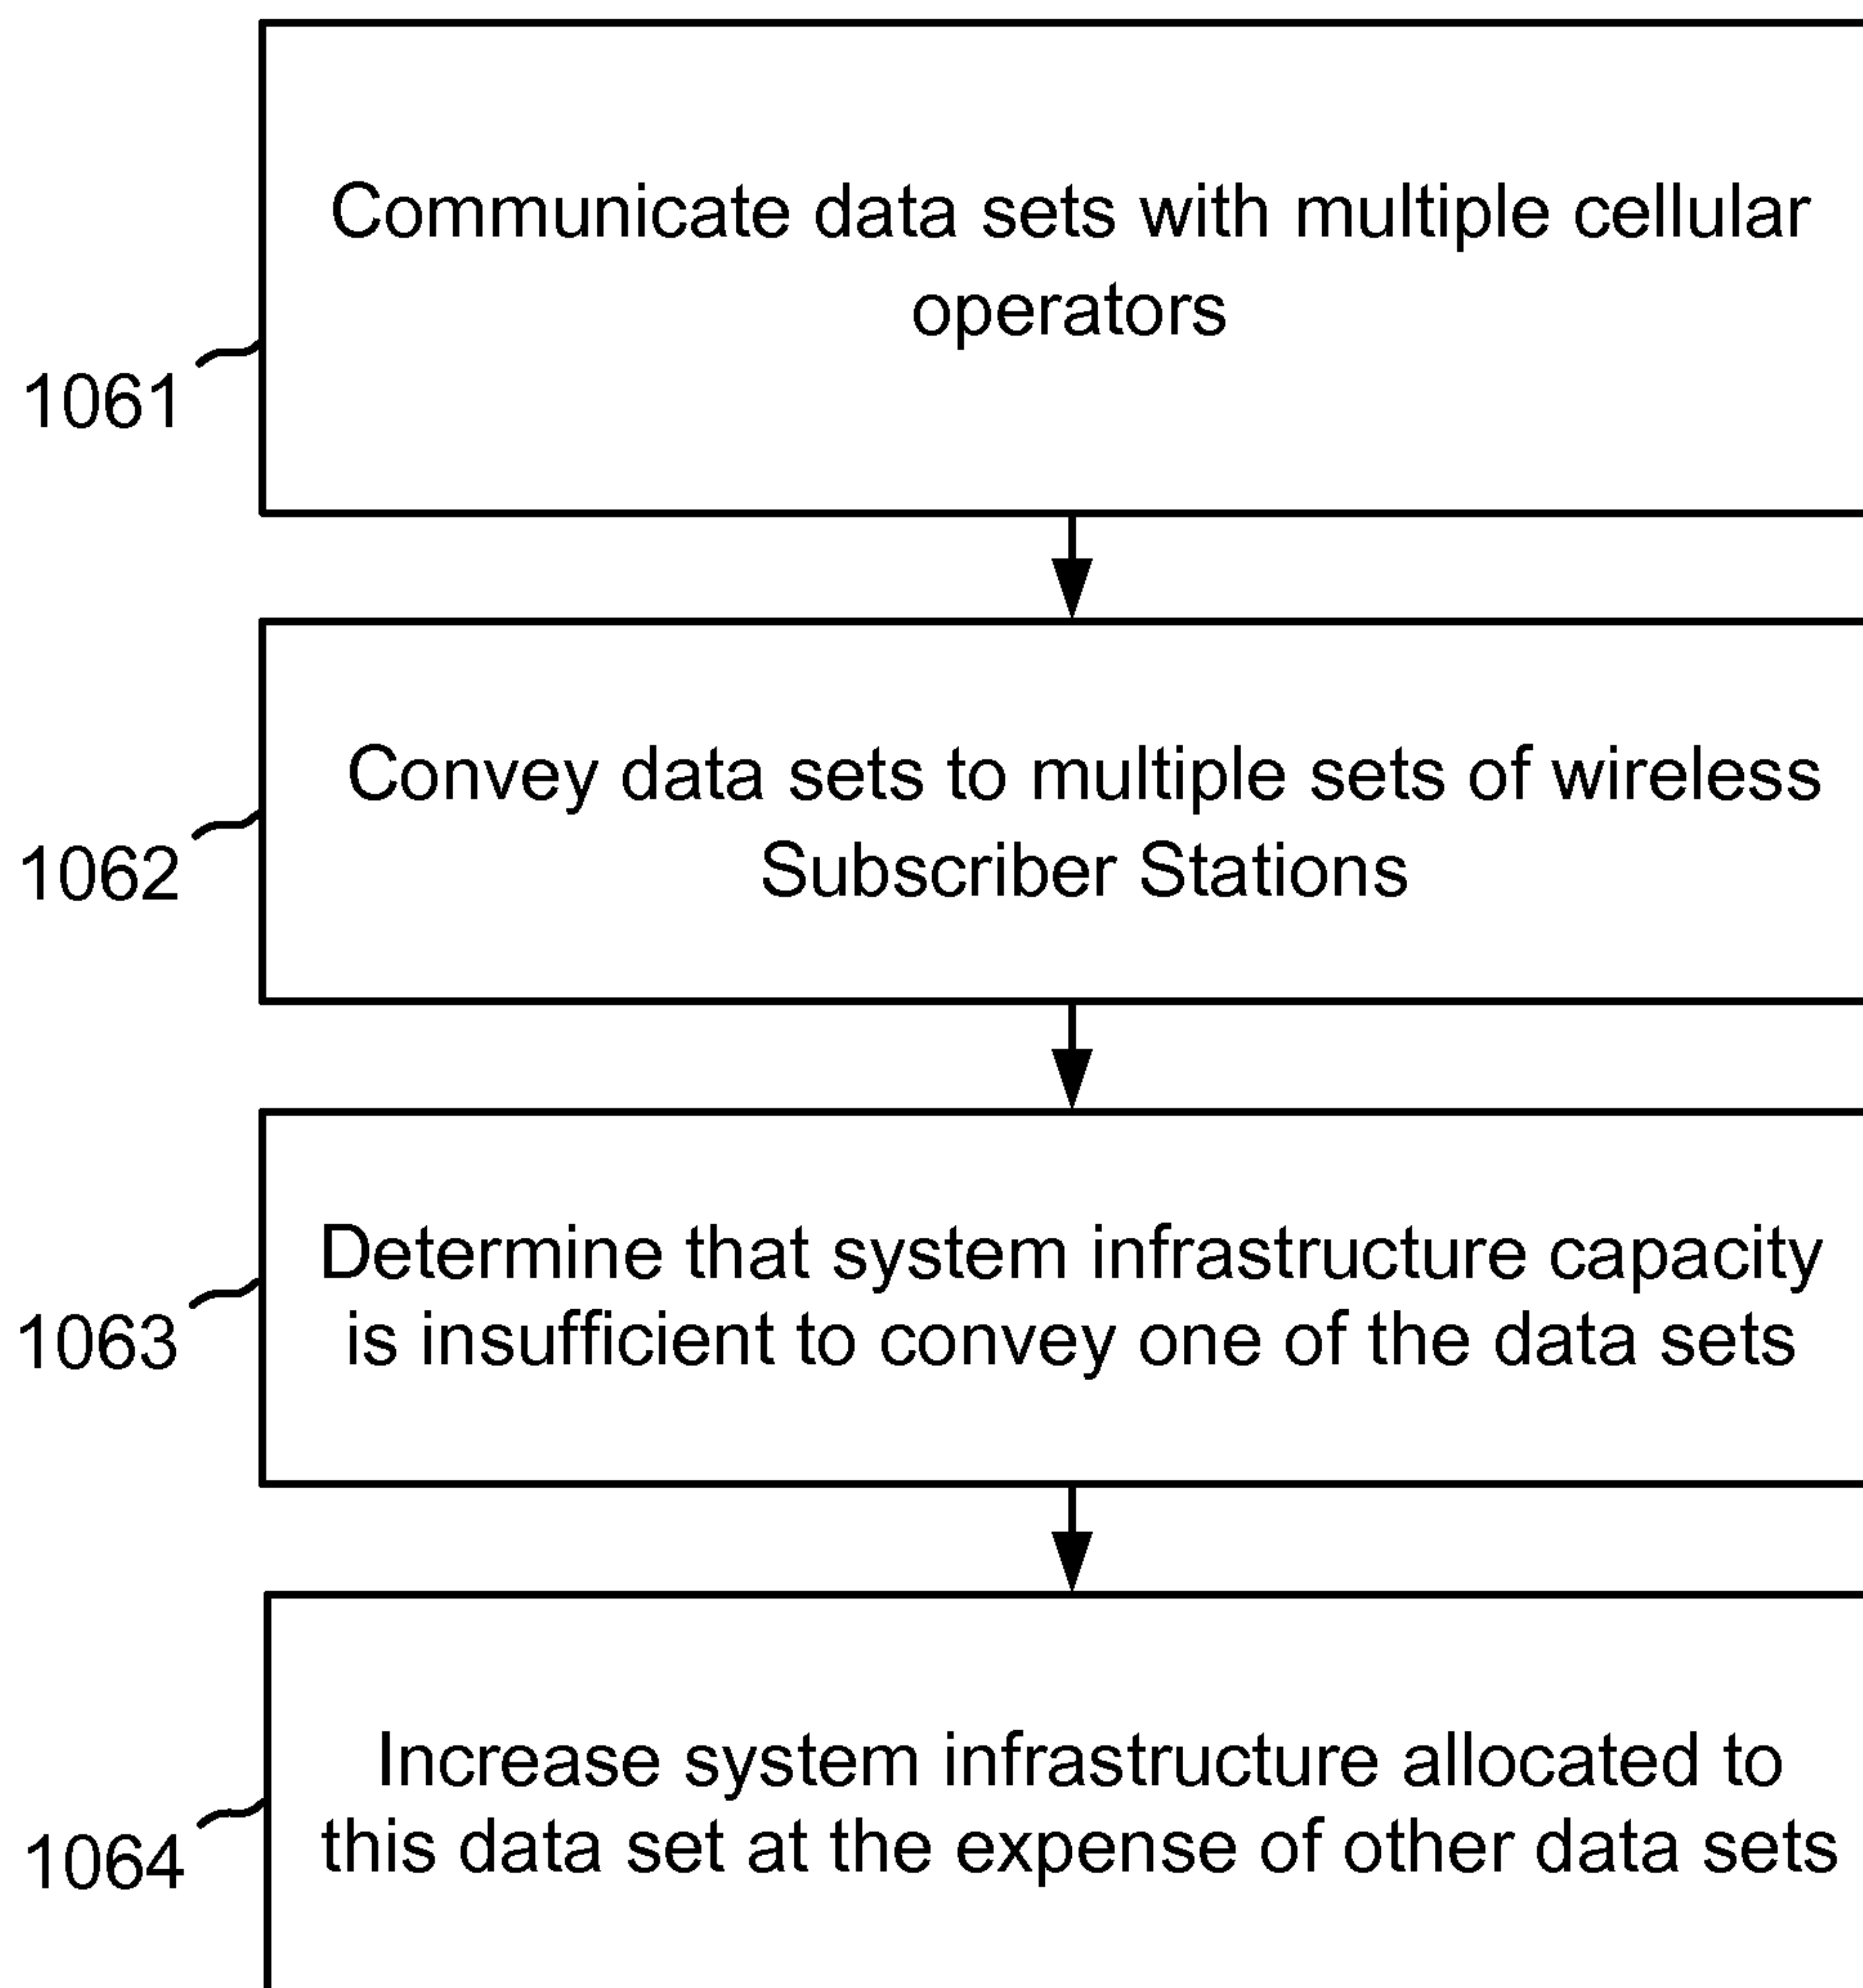 Communicate data sets with multiple cellular
operators
1061
Convey data sets to multiple sets of wireless
Subscriber Stations
1062
Determine that system infrastructure capacity
is insufficient to convey one of the data sets
1063
Increase system infrastructure allocated to
this data set at the expense of other data sets
1064